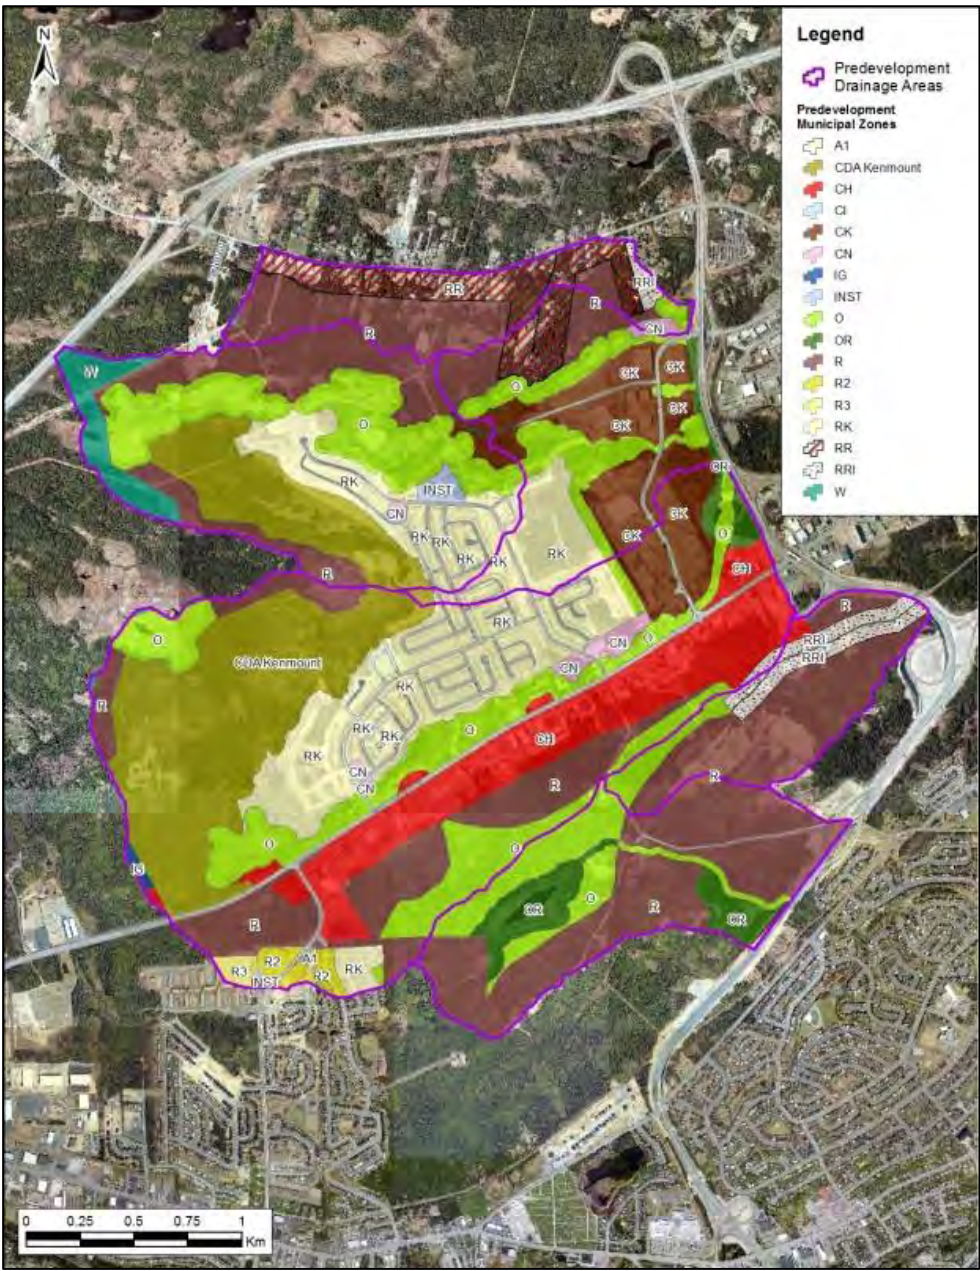 N
Legend
Predevelopment
Drainage Areas
Predevelopment
Municipal Zones
A1
CDA Kenmount
CH
CI
CK
CN
IG
INST
O
OR
R
R2
R3
RK
RR
RRI
W
RR
RRI
R
R
CN
W
O
CK
CK
CK
CK
O
RK
INST
OR
CN
RK
RK
RK
RK
RK
CK
CK
O
R
CH
R
O
RK
CN
O
CN
RRI
RRI
CDA Kenmount
RK
R
RK
RK
RK
O
CH
CN
CN
R
R
O
O
IG
OR
O
R
OR
R
R3
R2
A1
RK
INST
R2
0 0.25 0.5 0.75 1
Km